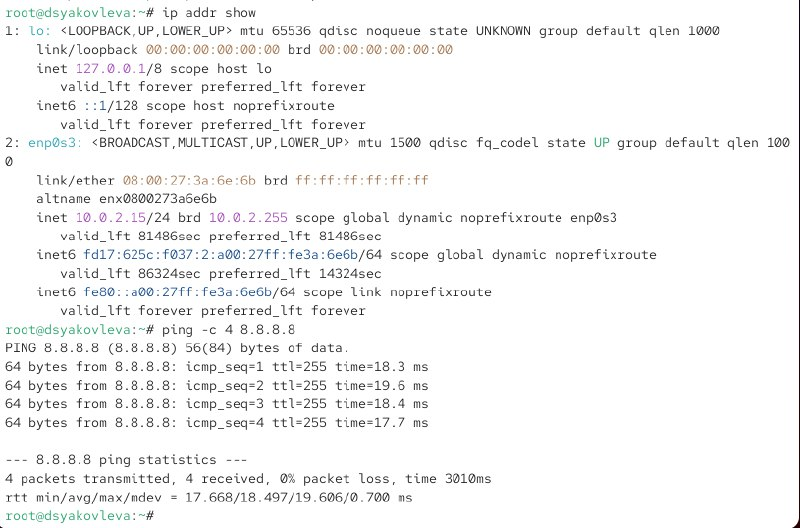 root@dsyakovleva:~# ip addr show
1: lo: <LOOPBACK,UP,LOWER_UP> mtu 65536 qdisc noqueue state UNKNOWN group default qlen 1000
    link/loopback 00:00:00:00:00:00 brd 00:00:00:00:00:00
    inet 127.0.0.1/8 scope host lo
       valid_lft forever preferred_lft forever
    inet6 ::1/128 scope host noprefixroute
       valid_lft forever preferred_lft forever
2: enp0s3: <BROADCAST,MULTICAST,UP,LOWER_UP> mtu 1500 qdisc fq_codel state UP group default qlen 100
0
    link/ether 08:00:27:3a:6e:6b brd ff:ff:ff:ff:ff:ff
    altname enx0800273a6e6b
    inet 10.0.2.15/24 brd 10.0.2.255 scope global dynamic noprefixroute enp0s3
       valid_lft 81486sec preferred_lft 81486sec
    inet6 fd17:625c:f037:2:a00:27ff:fe3a:6e6b/64 scope global dynamic noprefixroute
       valid_lft 86324sec preferred_lft 14324sec
    inet6 fe80::a00:27ff:fe3a:6e6b/64 scope link noprefixroute
       valid_lft forever preferred_lft forever
root@dsyakovleva:~# ping -c 4 8.8.8.8
PING 8.8.8.8 (8.8.8.8) 56(84) bytes of data.
64 bytes from 8.8.8.8: icmp_seq=1 ttl=255 time=18.3 ms
64 bytes from 8.8.8.8: icmp_seq=2 ttl=255 time=19.6 ms
64 bytes from 8.8.8.8: icmp_seq=3 ttl=255 time=18.4 ms
64 bytes from 8.8.8.8: icmp_seq=4 ttl=255 time=17.7 ms

--- 8.8.8.8 ping statistics ---
4 packets transmitted, 4 received, 0% packet loss, time 3010ms
rtt min/avg/max/mdev = 17.668/18.497/19.606/0.700 ms
root@dsyakovleva:~#